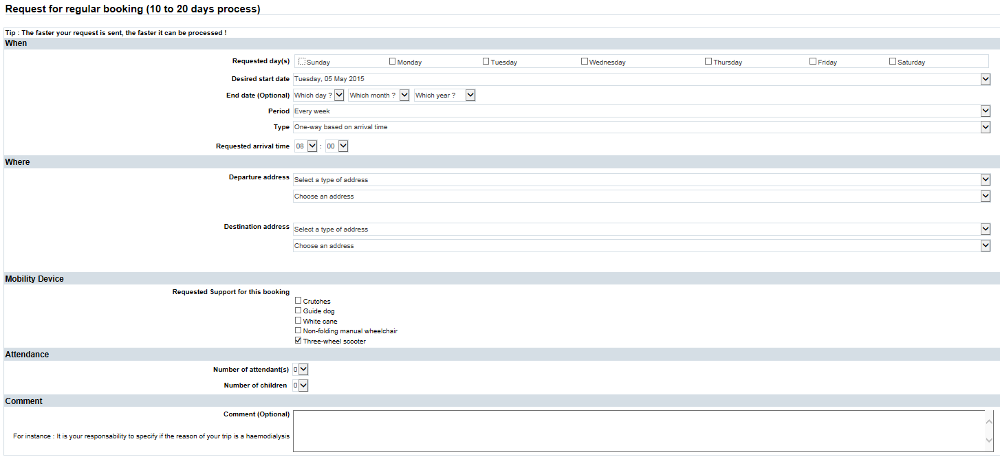 Request for regular booking (10 to 20 days process)
Tip : The faster your request is sent, the faster it can be processed !
When
Requested day(s) Sunday Monday Tuesday Wednesday Thursday Friday Saturday
Desired start date Tuesday, 05 May 2015
End date (Optional) Which day ? Which month ? Which year ?
Period Every week
Type One-way based on arrival time
Requested arrival time 08 : 00
Where
Departure address Select a type of address
Choose an address
Destination address Select a type of address
Choose an address
Mobility Device
Requested Support for this booking
Crutches
Guide dog
White cane
Non-folding manual wheelchair
Three-wheel scooter
Attendance
Number of attendant(s) 0
Number of children 0
Comment
Comment (Optional)
For instance : It is your responsability to specify if the reason of your trip is a haemodialysis